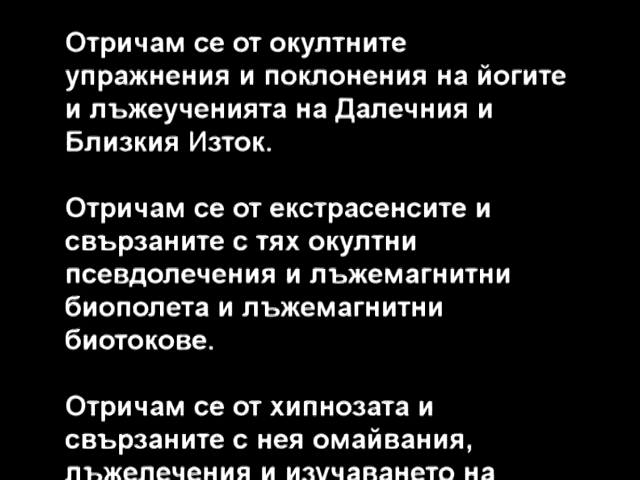 Отричам се от окултните
упражнения и поклонения на йогите
и лъжеученията на Далечния и
Близкия Изток.
Отричам се от екстрасенсите и
свързаните с тях окултни
псевдолечения и лъжемагнитни
биополета и лъжемагнитни
биотокове.
Отричам се от хипнозата и
свързаните с нея омайвания,
лъжелечения и изучаването на